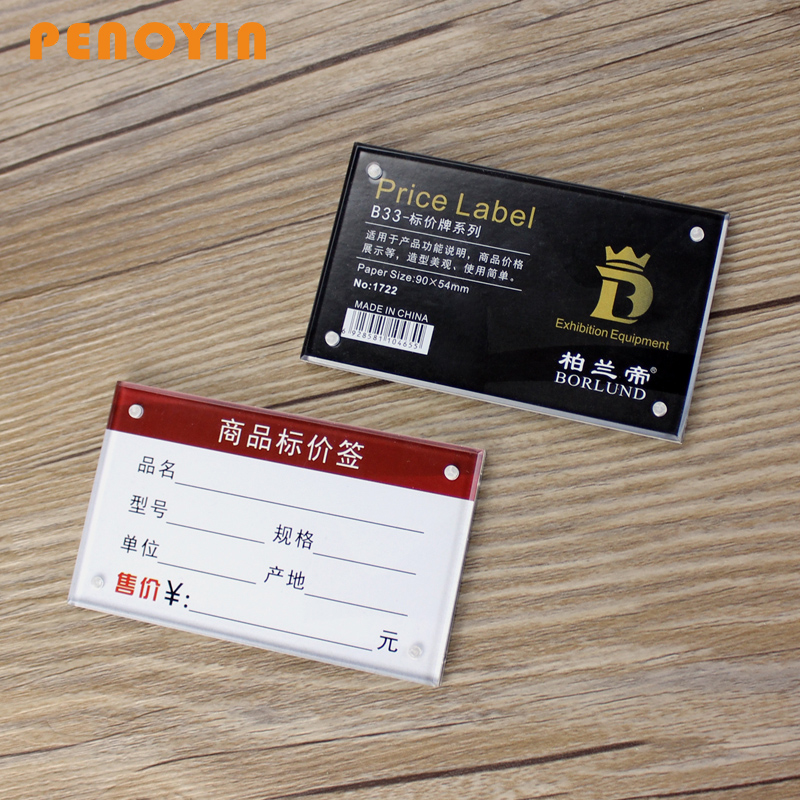 PENOYIN
Price Label
B33-标价牌系列
适用于产品功能说明，商品价格
展示等，造型美观、使用简单。
Paper Size:90×54mm
No:1722
MADE IN CHINA
6 928581 104655
B
Exhibition Equipment
柏兰帝®
BORLUND
商品标价签
品名
型号 规格
单位 产地
售价¥: 元